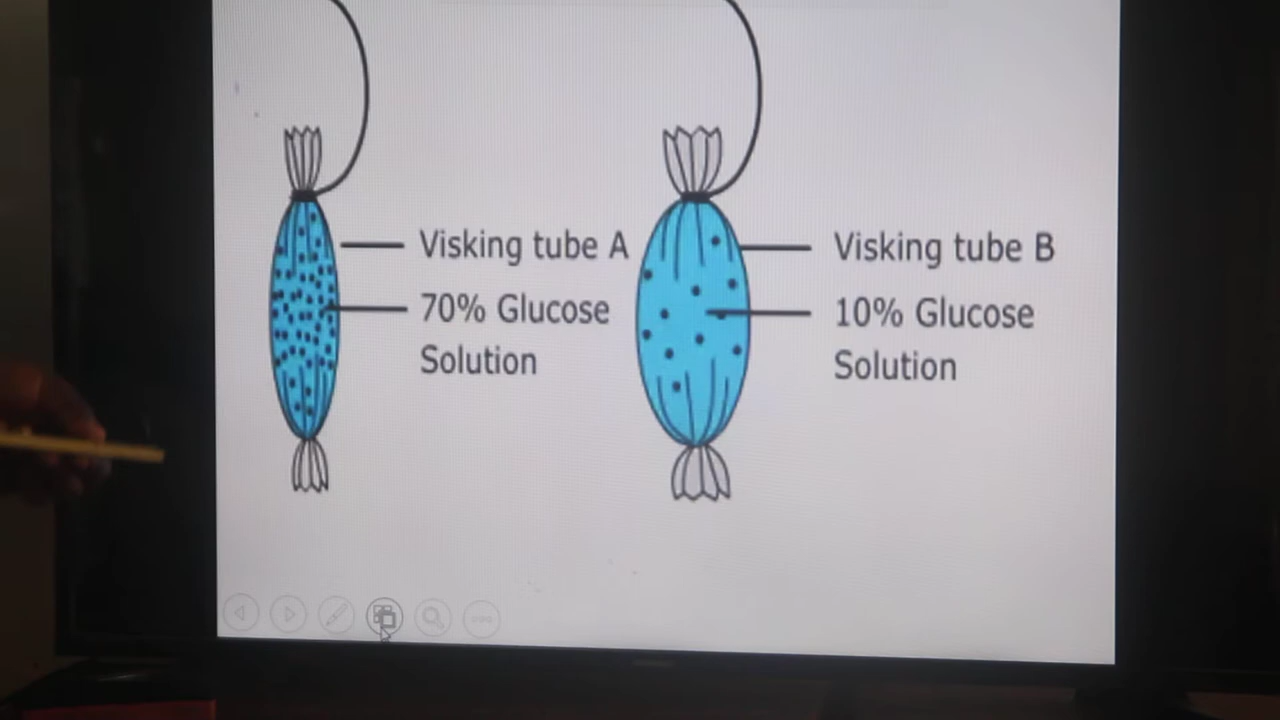 Visking tube A
70% Glucose
Solution
Visking tube B
10% Glucose
Solution